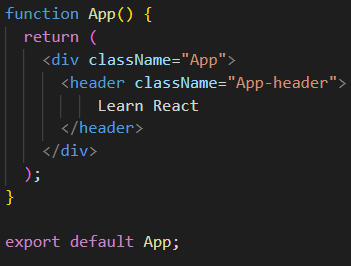 function App() {
  return (
    <div className="App">
      <header className="App-header">
          Learn React
      </header>
    </div>
  );
}

export default App;